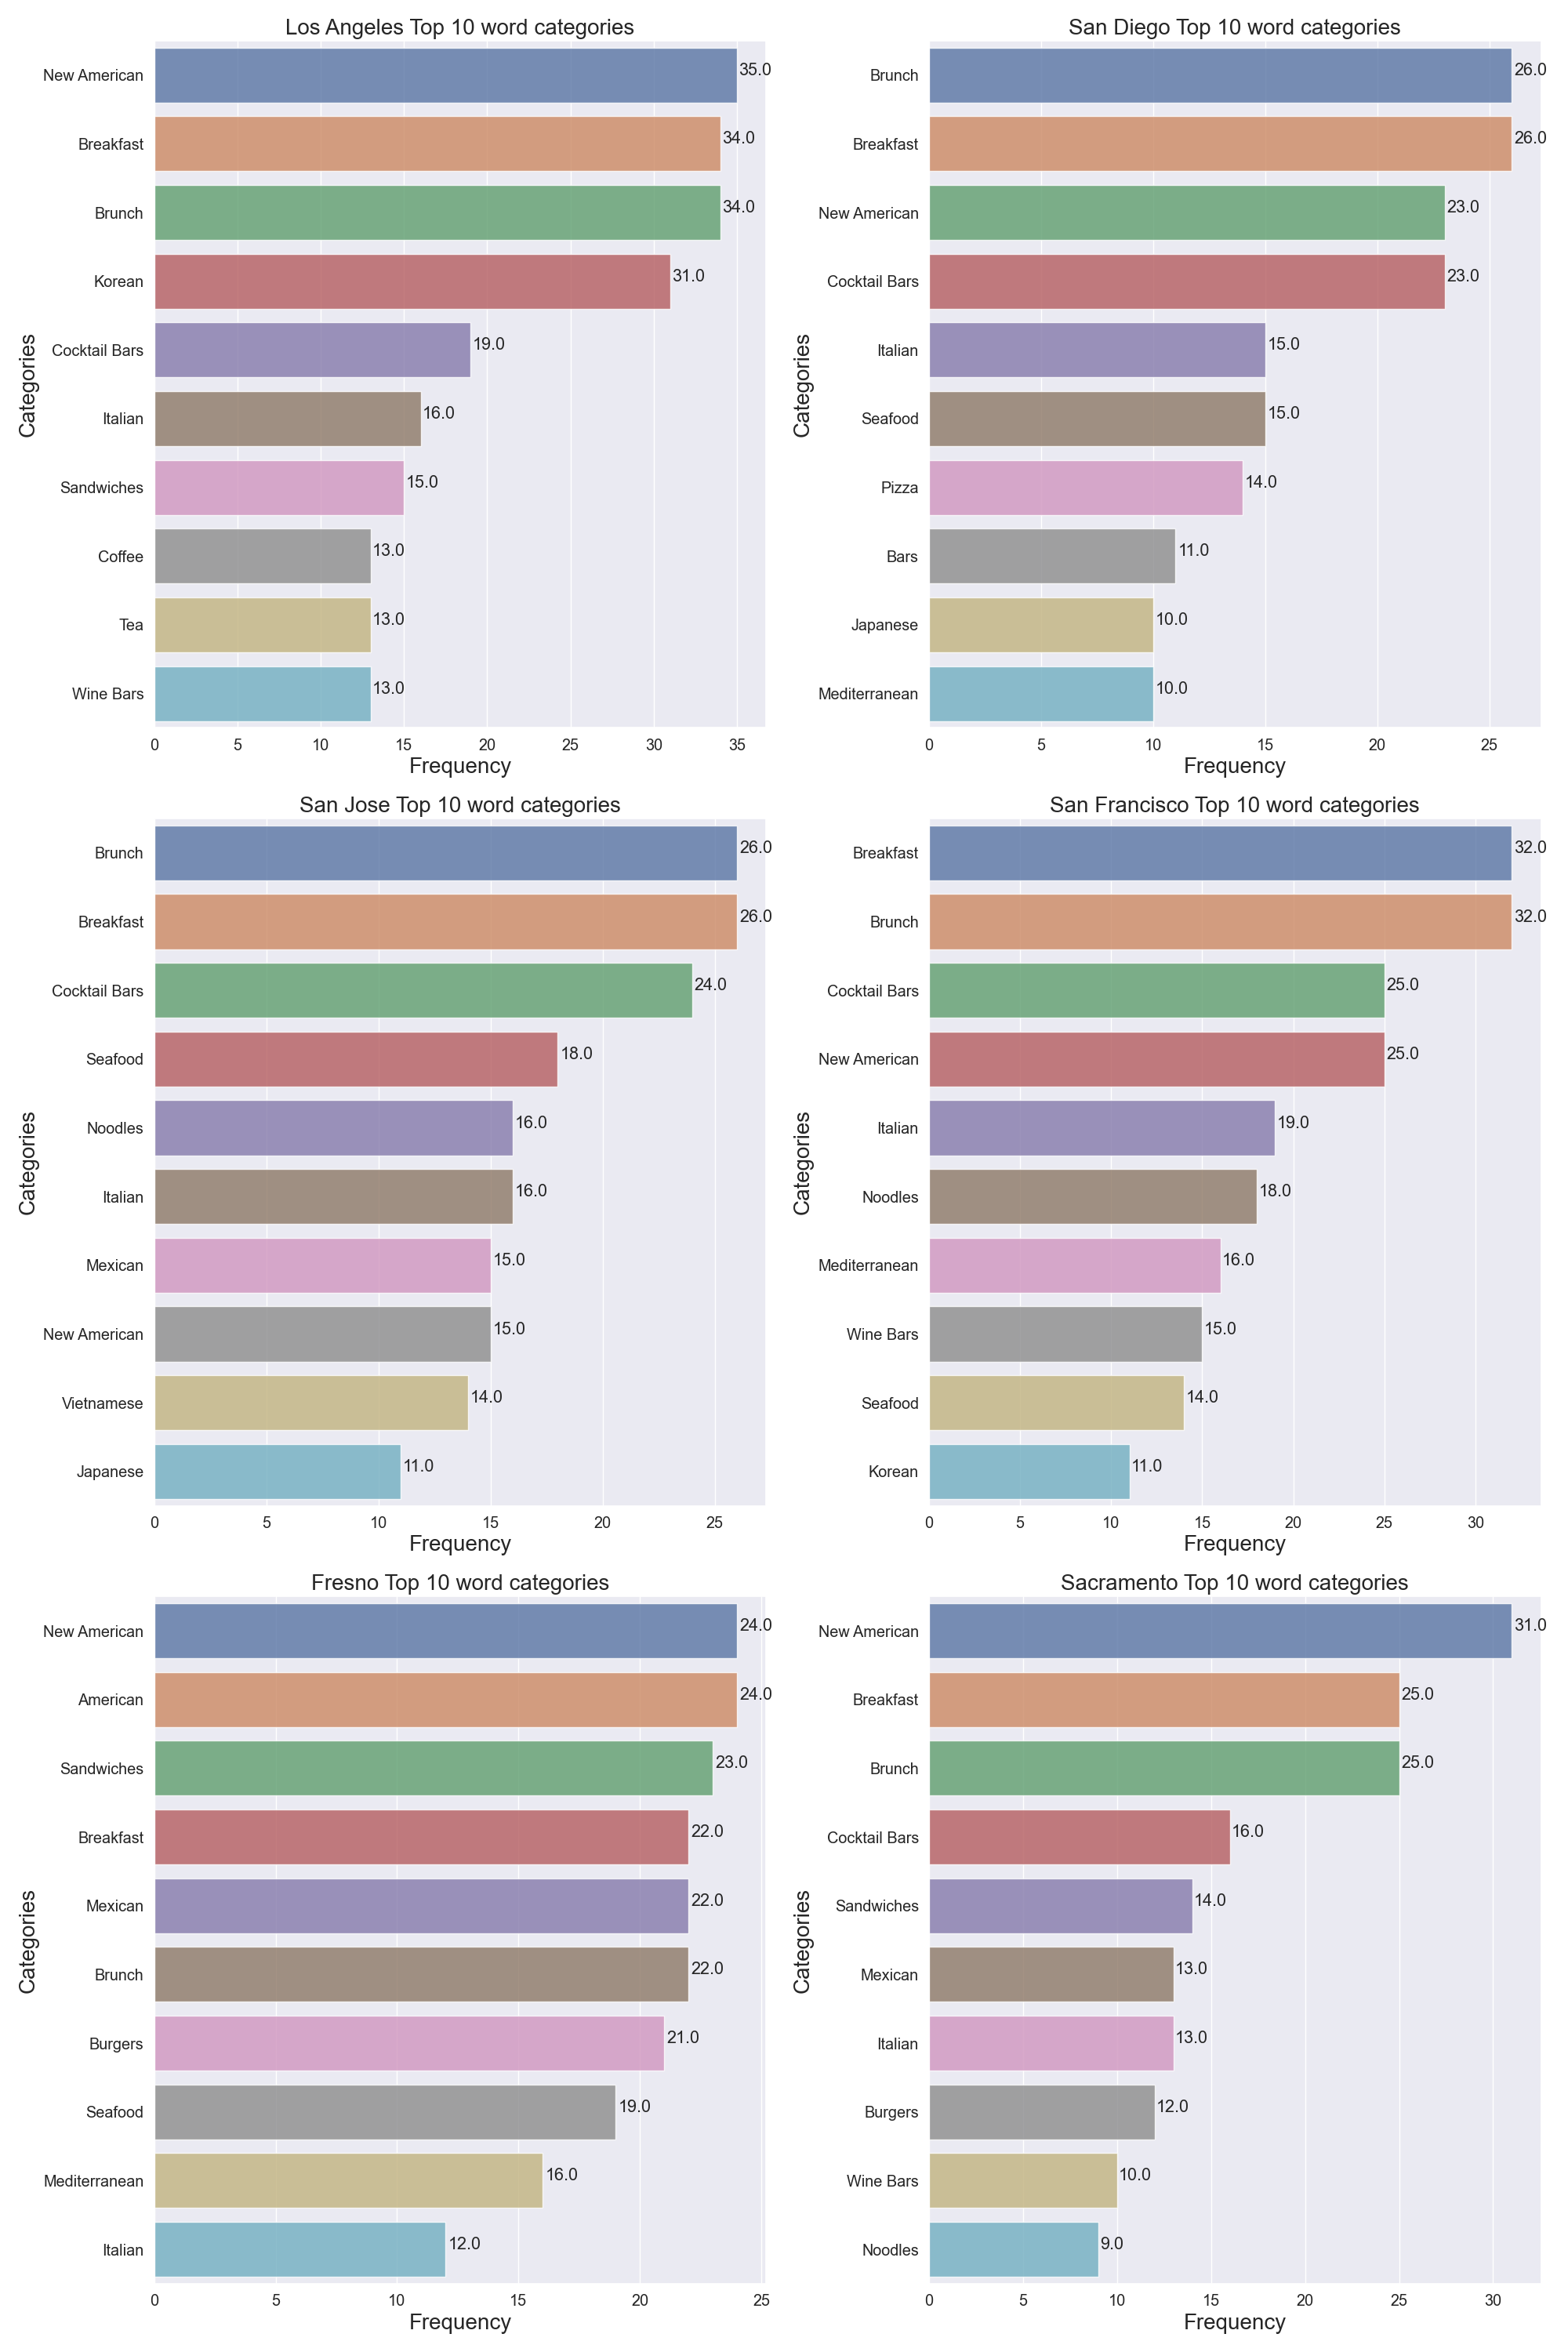 Los Angeles Top 10 word categories
Categories
New American 35.0
Breakfast 34.0
Brunch 34.0
Korean 31.0
Cocktail Bars 19.0
Italian 16.0
Sandwiches 15.0
Coffee 13.0
Tea 13.0
Wine Bars 13.0
0 5 10 15 20 25 30 35
Frequency
San Diego Top 10 word categories
Categories
Brunch 26.0
Breakfast 26.0
New American 23.0
Cocktail Bars 23.0
Italian 15.0
Seafood 15.0
Pizza 14.0
Bars 11.0
Japanese 10.0
Mediterranean 10.0
0 5 10 15 20 25
Frequency
San Jose Top 10 word categories
Categories
Brunch 26.0
Breakfast 26.0
Cocktail Bars 24.0
Seafood 18.0
Noodles 16.0
Italian 16.0
Mexican 15.0
New American 15.0
Vietnamese 14.0
Japanese 11.0
0 5 10 15 20 25
Frequency
San Francisco Top 10 word categories
Categories
Breakfast 32.0
Brunch 32.0
Cocktail Bars 25.0
New American 25.0
Italian 19.0
Noodles 18.0
Mediterranean 16.0
Wine Bars 15.0
Seafood 14.0
Korean 11.0
0 5 10 15 20 25 30
Frequency
Fresno Top 10 word categories
Categories
New American 24.0
American 24.0
Sandwiches 23.0
Breakfast 22.0
Mexican 22.0
Brunch 22.0
Burgers 21.0
Seafood 19.0
Mediterranean 16.0
Italian 12.0
0 5 10 15 20 25
Frequency
Sacramento Top 10 word categories
Categories
New American 31.0
Breakfast 25.0
Brunch 25.0
Cocktail Bars 16.0
Sandwiches 14.0
Mexican 13.0
Italian 13.0
Burgers 12.0
Wine Bars 10.0
Noodles 9.0
0 5 10 15 20 25 30
Frequency